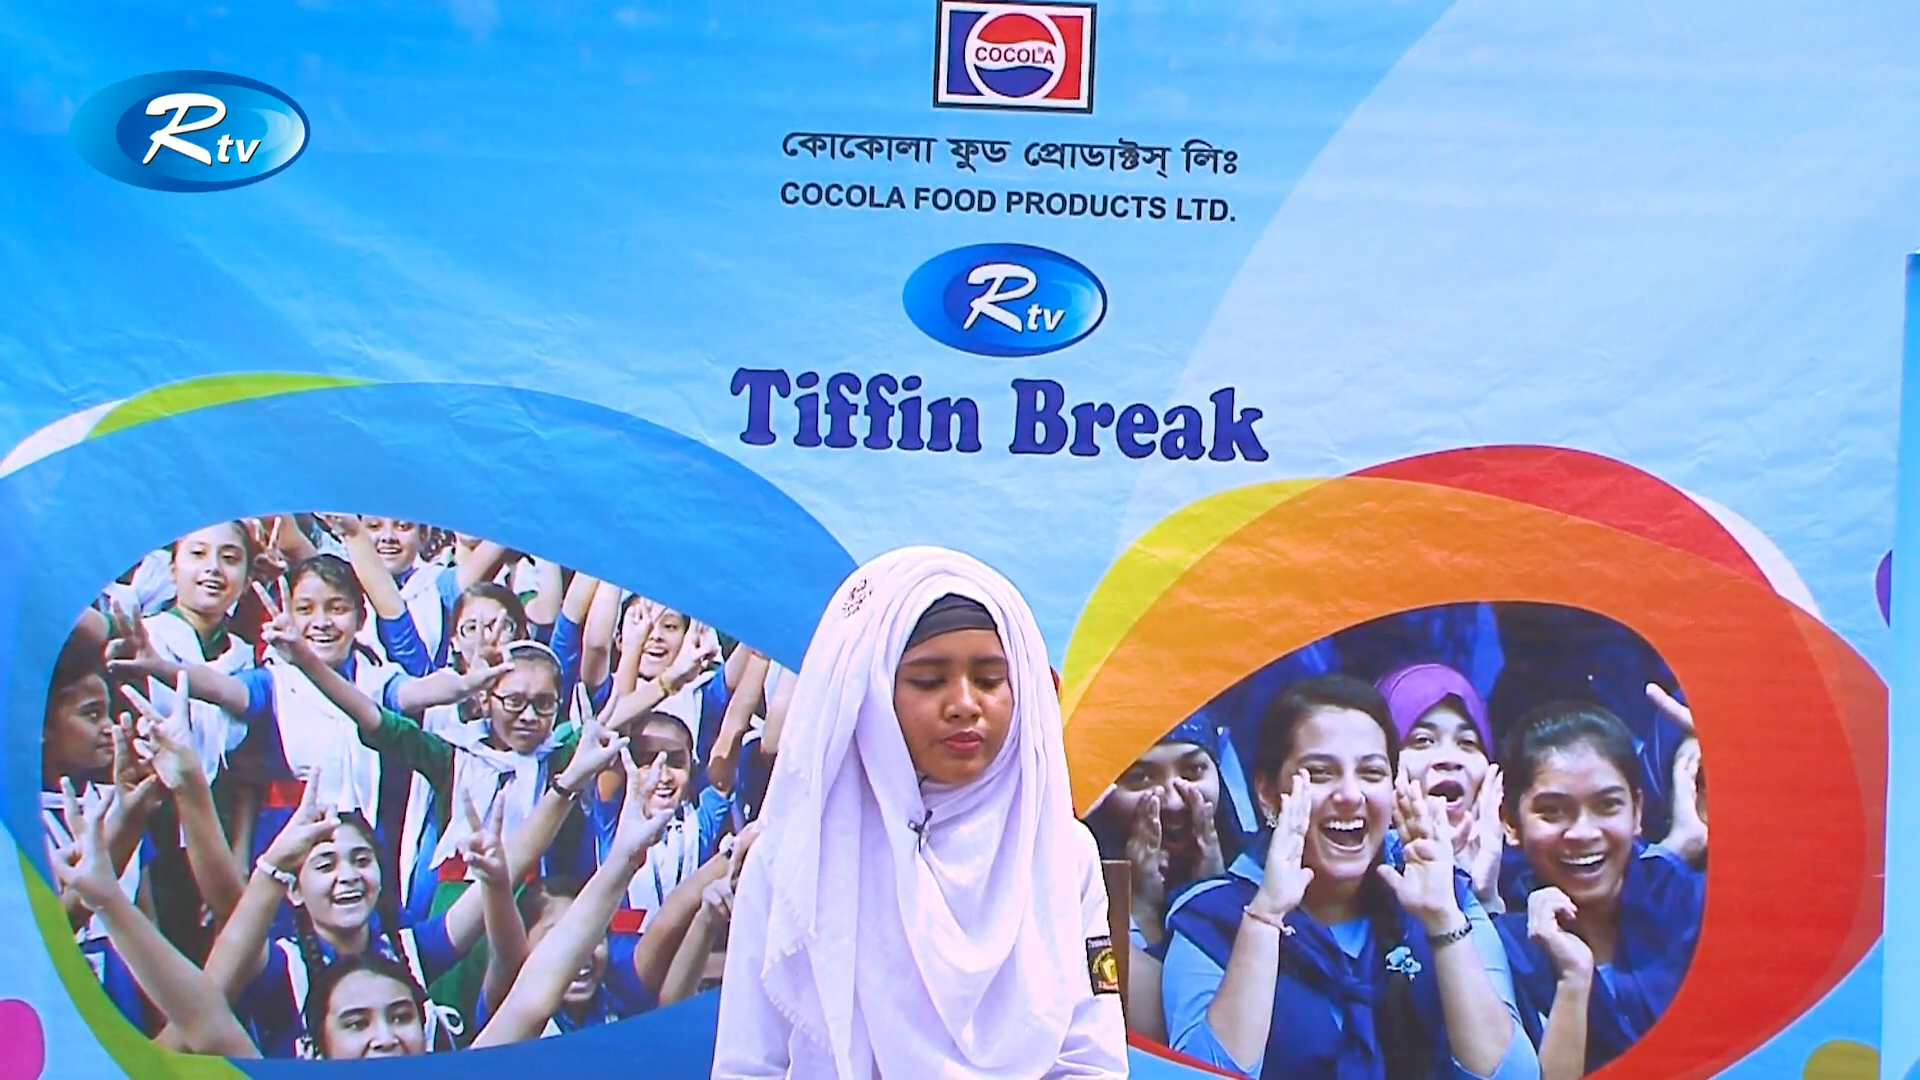 Rtv
COCOLA
কোকোলা ফুড প্রোডাক্টস্ লিঃ
COCOLA FOOD PRODUCTS LTD.
Rtv
Tiffin Break